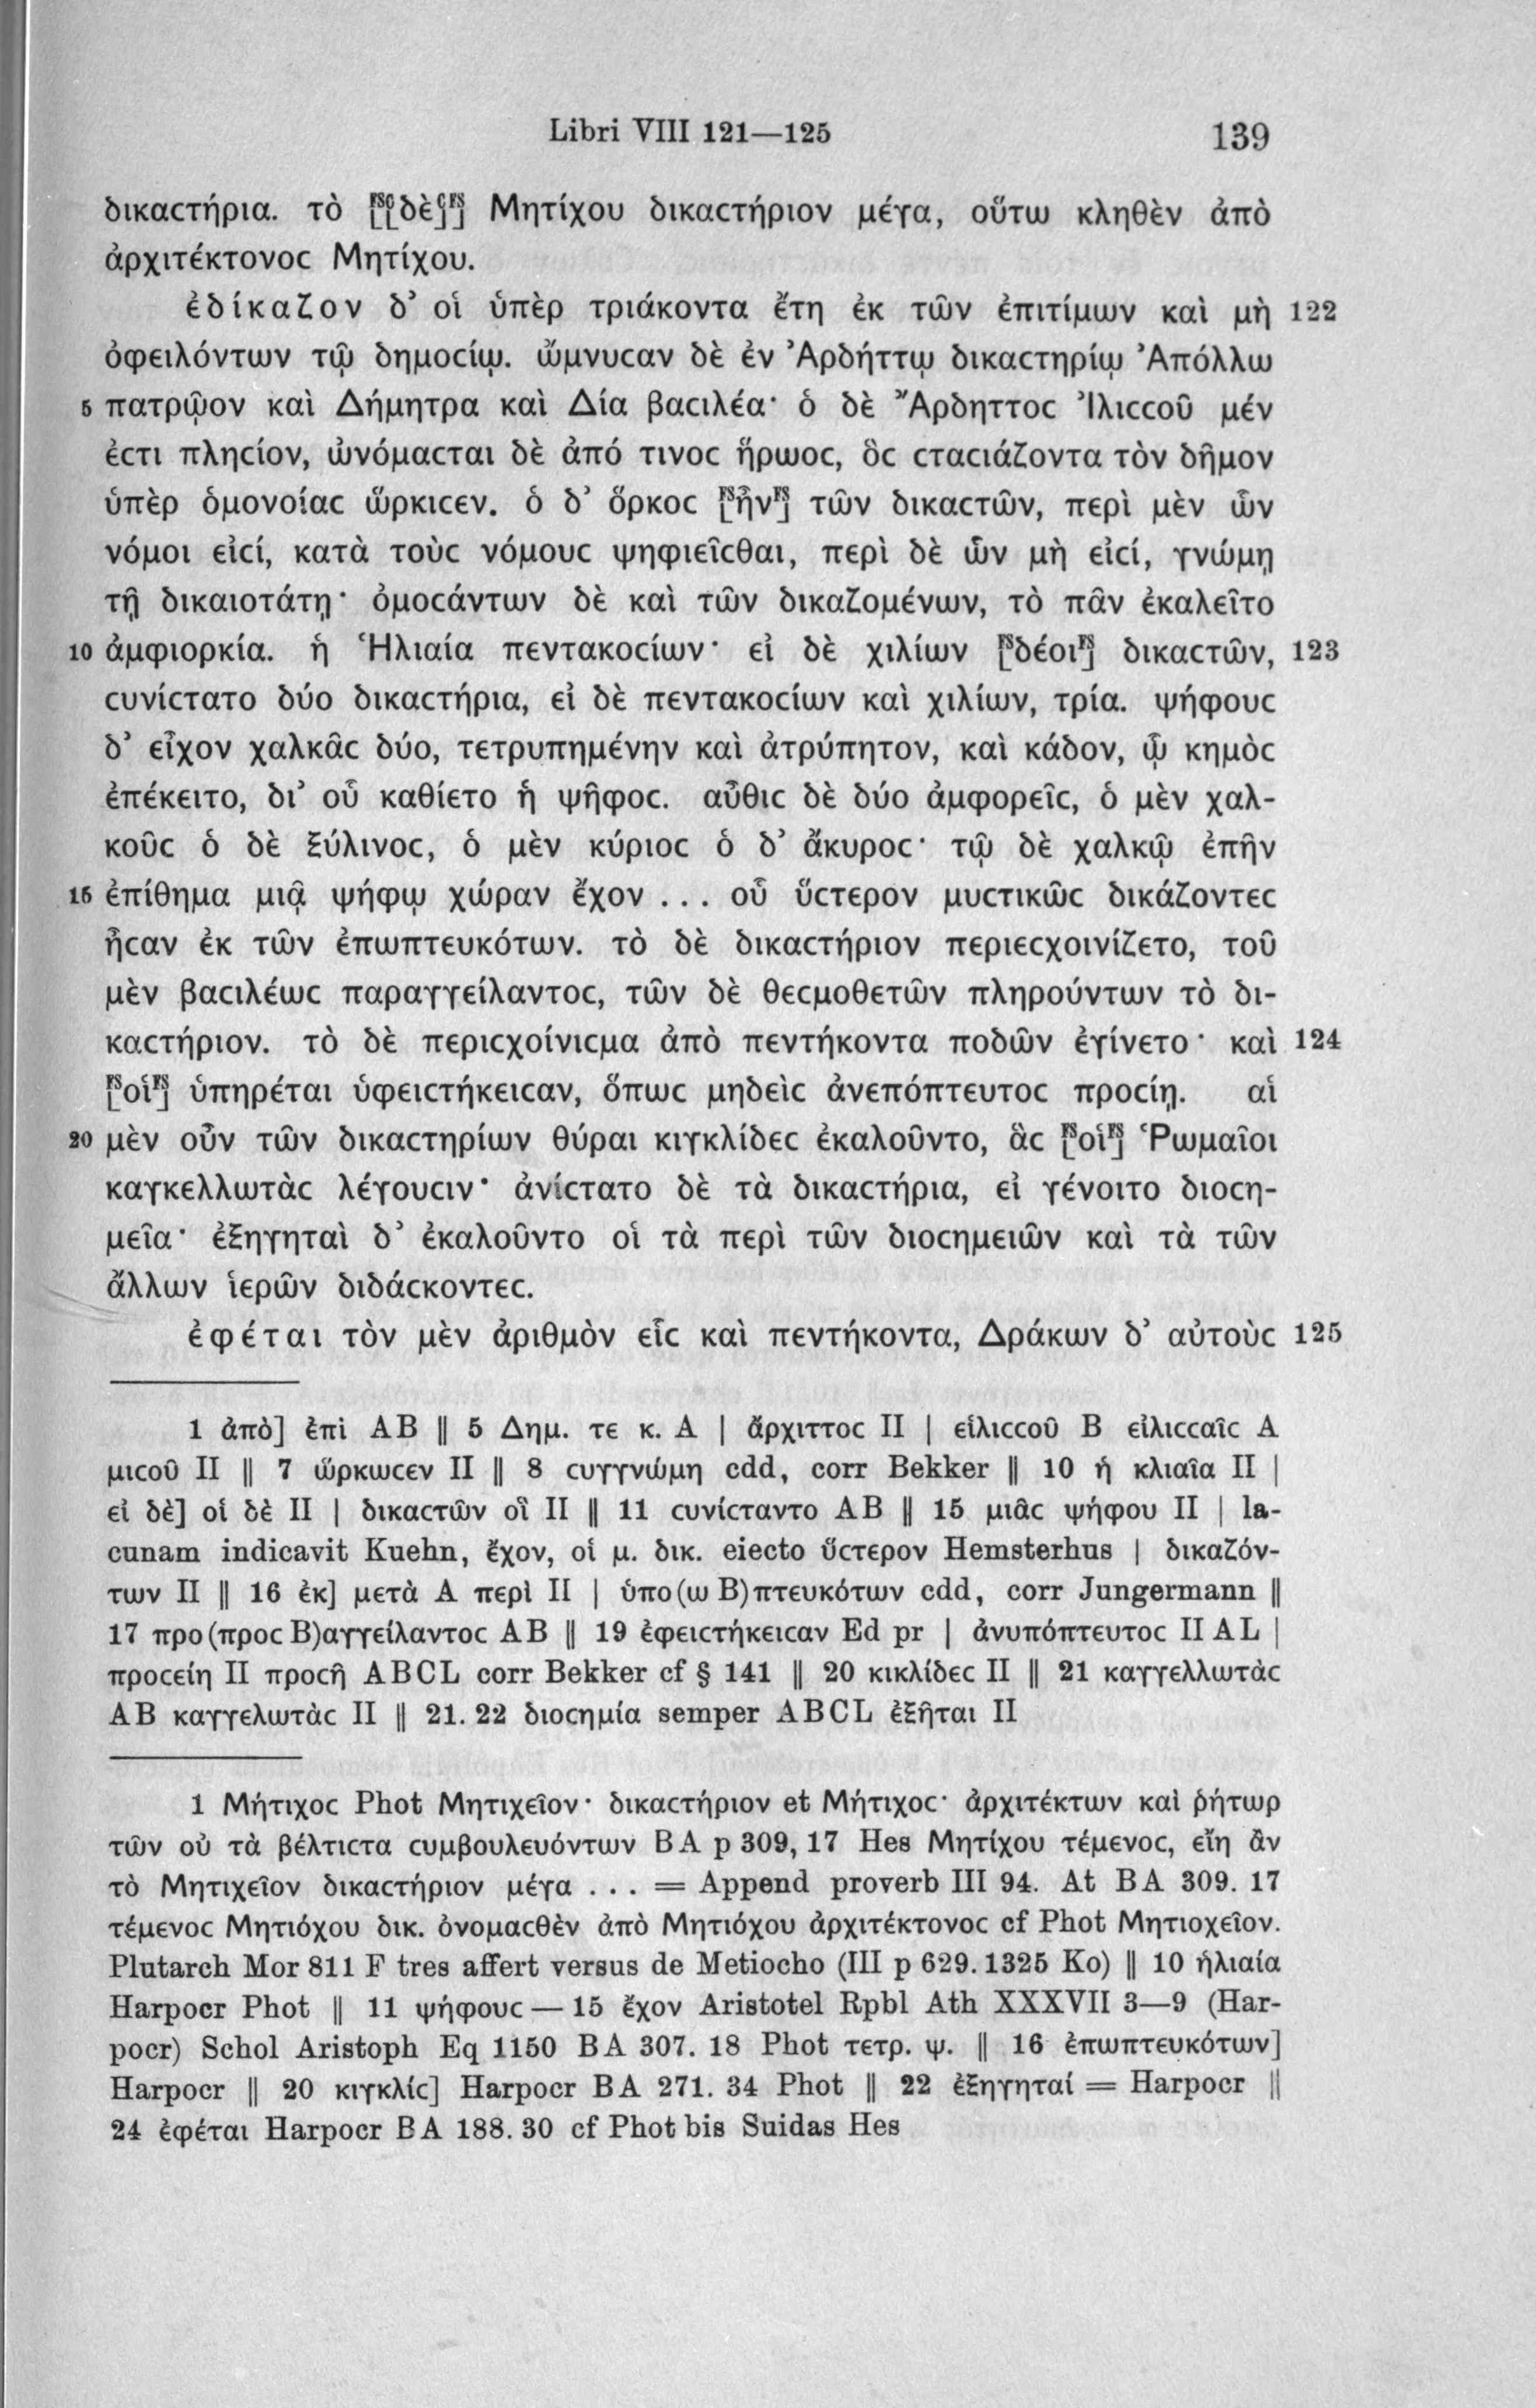 Libri VIII 121—125 139
δικαϲτήρια. τὸ [FS[C δὲ C]FS] Μητίχου δικαϲτήριον μέγα, οὕτω κληθὲν ἀπὸ
ἀρχιτέκτονοϲ Μητίχου.
ἐδίκαζον δ’ οἱ ὑπὲρ τριάκοντα ἔτη ἐκ τῶν ἐπιτίμων καὶ μὴ 122
ὀφειλόντων τῷ δημοϲίῳ. ὤμνυϲαν δὲ ἐν Ἀρδήττῳ δικαϲτηρίῳ Ἀπόλλω
5 πατρῷον καὶ Δήμητρα καὶ Δία βαϲιλέα· ὁ δὲ Ἄρδηττοϲ Ἰλιϲϲοῦ μέν
ἐϲτι πληϲίον, ὠνόμαϲται δὲ ἀπό τινοϲ ἥρωοϲ, ὃϲ ϲταϲιάζοντα τὸν δῆμον
ὑπὲρ ὁμονοίαϲ ὥρκιϲεν. ὁ δ’ ὅρκοϲ [FSἦνFS] τῶν δικαϲτῶν, περὶ μὲν ὧν
νόμοι εἰϲί, κατὰ τοὺϲ νόμουϲ ψηφιεῖϲθαι, περὶ δὲ ὧν μὴ εἰϲί, γνώμῃ
τῇ δικαιοτάτῃ· ὀμοϲάντων δὲ καὶ τῶν δικαζομένων, τὸ πᾶν ἐκαλεῖτο
10 ἀμφιορκία. ἡ Ἡλιαία πεντακοϲίων· εἰ δὲ χιλίων [FSδέοιFS] δικαϲτῶν, 123
ϲυνίϲτατο δύο δικαϲτήρια, εἰ δὲ πεντακοϲίων καὶ χιλίων, τρία. ψήφουϲ
δ’ εἶχον χαλκᾶϲ δύο, τετρυπημένην καὶ ἀτρύπητον, καὶ κάδον, ᾧ κημὸϲ
ἐπέκειτο, δι’ οὗ καθίετο ἡ ψῆφοϲ. αὖθιϲ δὲ δύο ἀμφορεῖϲ, ὁ μὲν χαλ-
κοῦϲ ὁ δὲ ξύλινοϲ, ὁ μὲν κύριοϲ ὁ δ’ ἄκυροϲ· τῷ δὲ χαλκῷ ἐπῆν
15 ἐπίθημα μιᾷ ψήφῳ χώραν ἔχον ... οὗ ὕϲτερον μυϲτικῶϲ δικάζοντεϲ
ἦϲαν ἐκ τῶν ἐπωπτευκότων. τὸ δὲ δικαϲτήριον περιεϲχοινίζετο, τοῦ
μὲν βαϲιλέωϲ παραγγείλαντοϲ, τῶν δὲ θεϲμοθετῶν πληρούντων τὸ δι-
καϲτήριον. τὸ δὲ περιϲχοίνιϲμα ἀπὸ πεντήκοντα ποδῶν ἐγίνετο· καὶ 124
[FSοἱFS] ὑπηρέται ὑφειϲτήκειϲαν, ὅπωϲ μηδεὶϲ ἀνεπόπτευτοϲ προϲίῃ. αἱ
20 μὲν οὖν τῶν δικαϲτηρίων θύραι κιγκλίδεϲ ἐκαλοῦντο, ἃϲ [FSοἱFS] Ῥωμαῖοι
καγκελλωτὰϲ λέγουϲιν· ἀνίϲτατο δὲ τὰ δικαϲτήρια, εἰ γένοιτο διοϲη-
μεῖα· ἐξηγηταὶ δ’ ἐκαλοῦντο οἱ τὰ περὶ τῶν διοϲημειῶν καὶ τὰ τῶν
ἄλλων ἱερῶν διδάϲκοντεϲ.
ἐφέται τὸν μὲν ἀριθμὸν εἷϲ καὶ πεντήκοντα, Δράκων δ’ αὐτοὺϲ 125
1 ἀπὸ] ἐπὶ AB ‖ 5 Δημ. τε κ. A | ἄρχιττοϲ II | εἱλιϲϲοῦ B εἰλιϲϲαῖϲ A
μιϲοῦ II ‖ 7 ὥρκωϲεν II ‖ 8 ϲυγγνώμη cdd, corr Bekker ‖ 10 ἡ κλιαῖα II |
εἰ δὲ] οἱ δὲ II | δικαϲτῶν οἳ II ‖ 11 ϲυνίϲταντο AB ‖ 15 μιᾶϲ ψήφου II | la-
cunam indicavit Kuehn, ἔχον, οἱ μ. δικ. eiecto ὕϲτερον Hemsterhus | δικαζόν-
των II ‖ 16 ἐκ] μετὰ A περὶ II | ὑπο(ω B)πτευκότων cdd, corr Jungermann ‖
17 προ(προϲ B)αγγείλαντοϲ AB ‖ 19 ἐφειϲτήκειϲαν Ed pr | ἀνυπόπτευτοϲ II AL |
προϲείη II προϲῆ ABCL corr Bekker cf § 141 ‖ 20 κικλίδεϲ II ‖ 21 καγγελλωτὰϲ
AB καγγελωτὰϲ II ‖ 21. 22 διοϲημία semper ABCL ἐξῆται II
1 Μήτιχοϲ Phot Μητιχεῖον· δικαϲτήριον et Μήτιχοϲ· ἀρχιτέκτων καὶ ῥήτωρ
τῶν οὐ τὰ βέλτιϲτα ϲυμβουλευόντων BA p 309, 17 Hes Μητίχου τέμενοϲ, εἴη ἂν
τὸ Μητιχεῖον δικαϲτήριον μέγα ... = Append proverb III 94. At BA 309. 17
τέμενοϲ Μητιόχου δικ. ὀνομαϲθὲν ἀπὸ Μητιόχου ἀρχιτέκτονοϲ cf Phot Μητιοχεῖον.
Plutarch Mor 811 F tres affert versus de Metiocho (III p 629. 1325 Ko) ‖ 10 ἡλιαία
Harpocr Phot ‖ 11 ψήφουϲ — 15 ἔχον Aristotel Rpbl Ath XXXVII 3—9 (Har-
pocr) Schol Aristoph Eq 1150 BA 307. 18 Phot τετρ. ψ. ‖ 16 ἐπωπτευκότων]
Harpocr ‖ 20 κιγκλίϲ] Harpocr BA 271. 34 Phot ‖ 22 ἐξηγηταί = Harpocr ‖
24 ἐφέται Harpocr BA 188. 30 cf Phot bis Suidas Hes